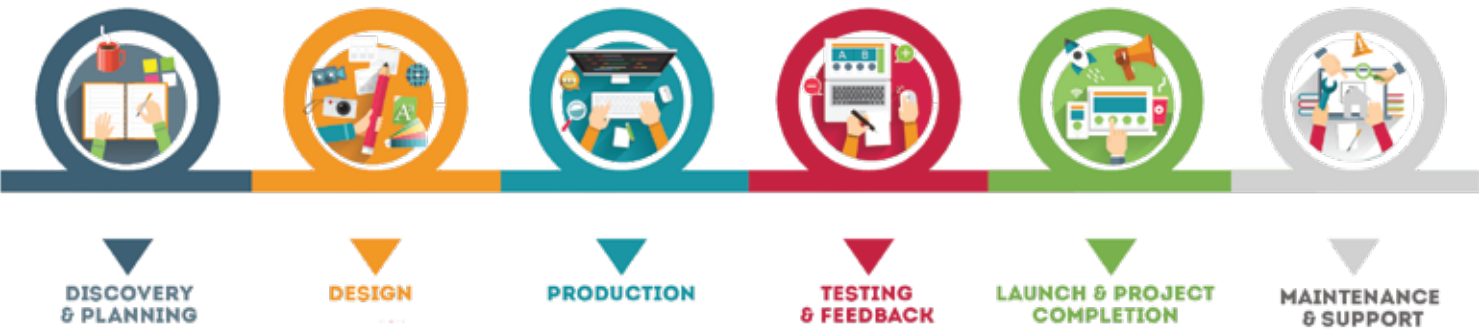 A B
A
DISCOVERY
& PLANNING
DESIGN
PRODUCTION
TESTING
& FEEDBACK
LAUNCH & PROJECT
COMPLETION
MAINTENANCE
& SUPPORT